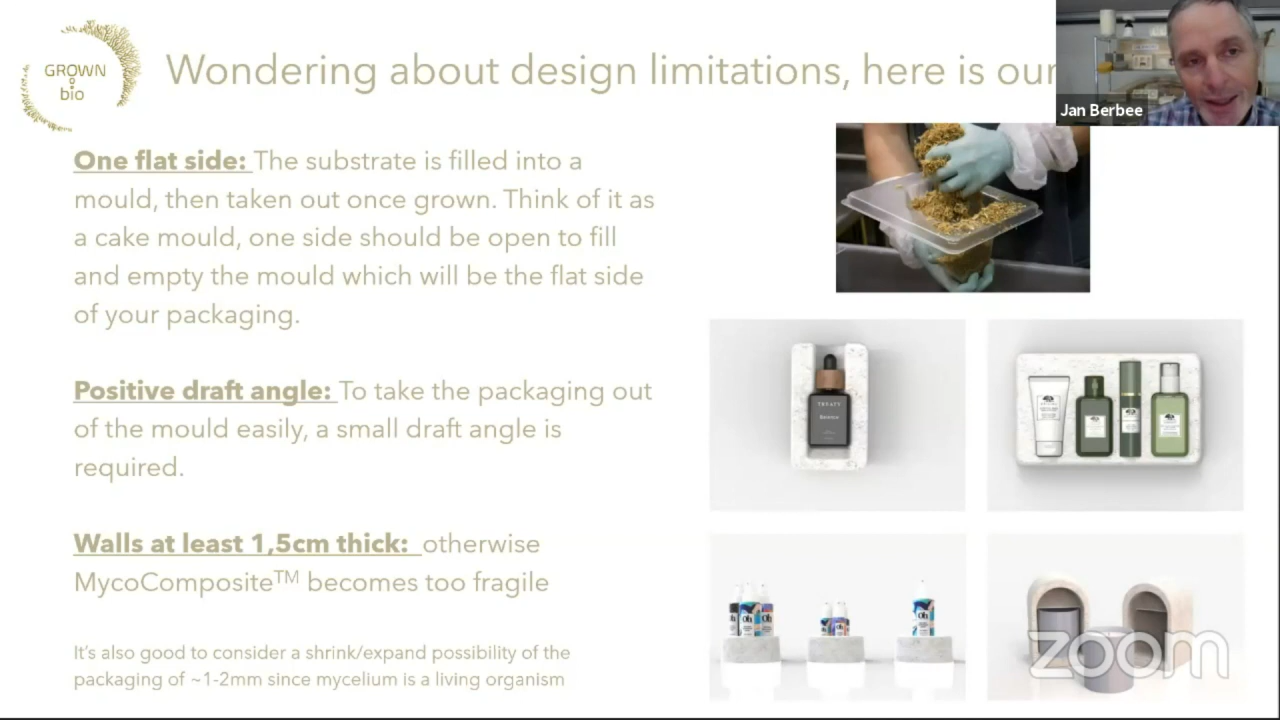 GROWN
bio
Wondering about design limitations, here is our
Jan Berbee
One flat side: The substrate is filled into a
mould, then taken out once grown. Think of it as
a cake mould, one side should be open to fill
and empty the mould which will be the flat side
of your packaging.
Positive draft angle: To take the packaging out
of the mould easily, a small draft angle is
required.
Walls at least 1,5cm thick: otherwise
MycoComposite™ becomes too fragile
It's also good to consider a shrink/expand possibility of the
packaging of ~1-2mm since mycelium is a living organism
TREATY
Balance
Oh
Oh
Oh
zoom